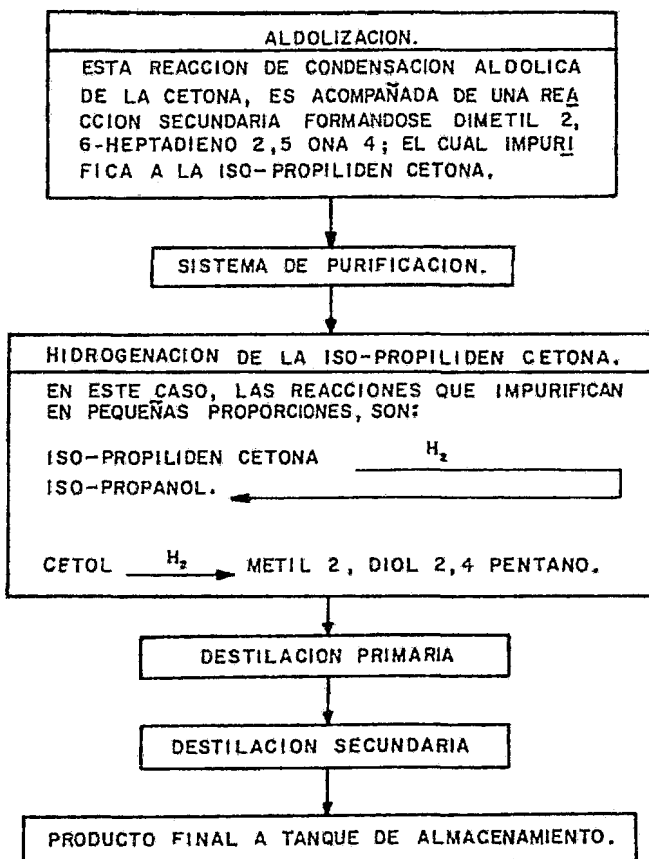 ALDOLIZACION.
ESTA REACCION DE CONDENSACION ALDOLICA
DE LA CETONA, ES ACOMPAÑADA DE UNA REA
CCION SECUNDARIA FORMANDOSE DIMETIL 2,
6-HEPTADIENO 2,5 ONA 4; EL CUAL IMPURI
FICA A LA ISO-PROPILIDEN CETONA.
SISTEMA DE PURIFICACION.
HIDROGENACION DE LA ISO-PROPILIDEN CETONA.
EN ESTE CASO, LAS REACCIONES QUE IMPURIFICAN
EN PEQUEÑAS PROPORCIONES, SON:
ISO-PROPILIDEN CETONA H₂
ISO-PROPANOL.
CETOL H₂ METIL 2, DIOL 2,4 PENTANO.
DESTILACION PRIMARIA
DESTILACION SECUNDARIA
PRODUCTO FINAL A TANQUE DE ALMACENAMIENTO.